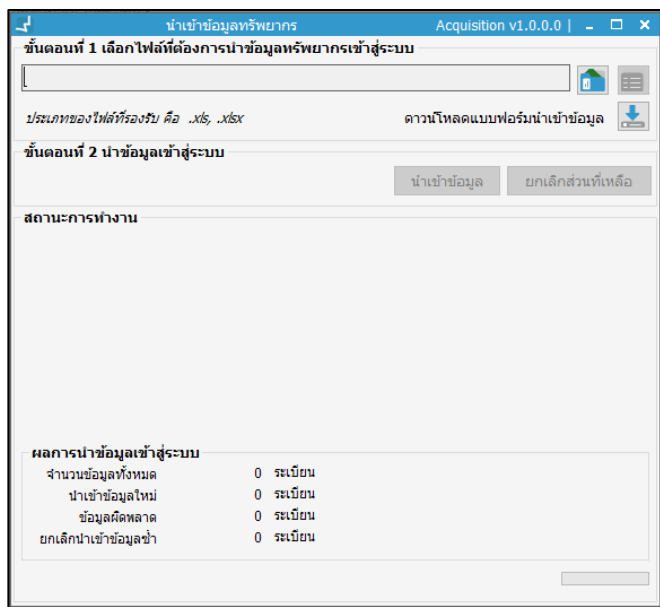 นำเข้าข้อมูลทรัพยากร Acquisition v1.0.0.0 |
ขั้นตอนที่ 1 เลือกไฟล์ที่ต้องการนำข้อมูลทรัพยากรเข้าสู่ระบบ
ประเภทของไฟล์ที่รองรับ คือ .xls, .xlsx ดาวน์โหลดแบบฟอร์มนำเข้าข้อมูล
ขั้นตอนที่ 2 นำข้อมูลเข้าสู่ระบบ
นำเข้าข้อมูล ยกเลิกส่วนที่เหลือ
สถานะการทำงาน
ผลการนำข้อมูลเข้าสู่ระบบ
จำนวนข้อมูลทั้งหมด 0 ระเบียน
นำเข้าข้อมูลใหม่ 0 ระเบียน
ข้อมูลผิดพลาด 0 ระเบียน
ยกเลิกนำเข้าข้อมูลซ้ำ 0 ระเบียน